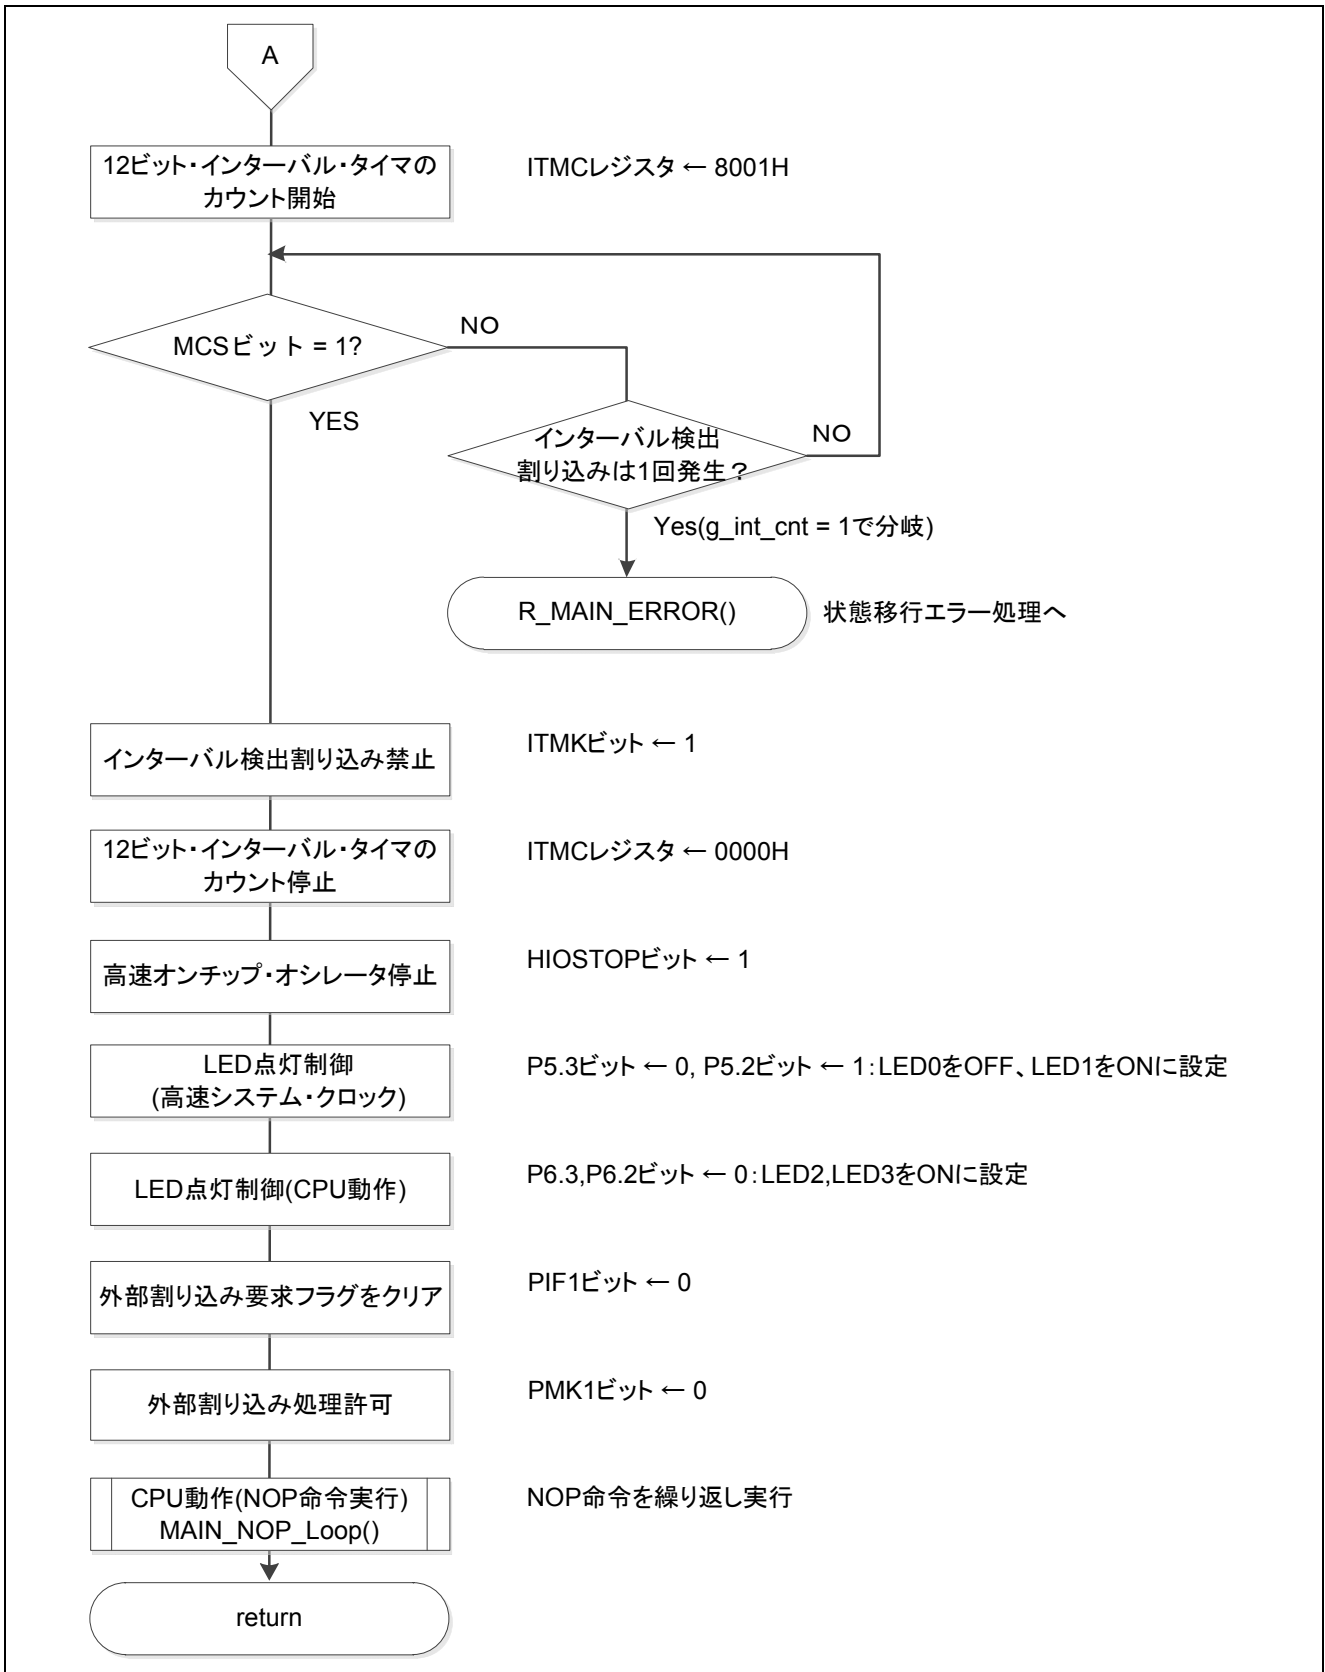 A
12ビット・インターバル・タイマの
カウント開始
ITMCレジスタ ← 8001H
MCSビット = 1?
NO
YES
インターバル検出
割り込みは1回発生？
NO
Yes(g_int_cnt = 1で分岐)
R_MAIN_ERROR()
状態移行エラー処理へ
インターバル検出割り込み禁止
ITMKビット ← 1
12ビット・インターバル・タイマの
カウント停止
ITMCレジスタ ← 0000H
高速オンチップ・オシレータ停止
HIOSTOPビット ← 1
LED点灯制御
(高速システム・クロック)
P5.3ビット ← 0, P5.2ビット ← 1：LED0をOFF、LED1をONに設定
LED点灯制御(CPU動作)
P6.3,P6.2ビット ← 0：LED2,LED3をONに設定
外部割り込み要求フラグをクリア
PIF1ビット ← 0
外部割り込み処理許可
PMK1ビット ← 0
CPU動作(NOP命令実行)
MAIN_NOP_Loop()
NOP命令を繰り返し実行
return